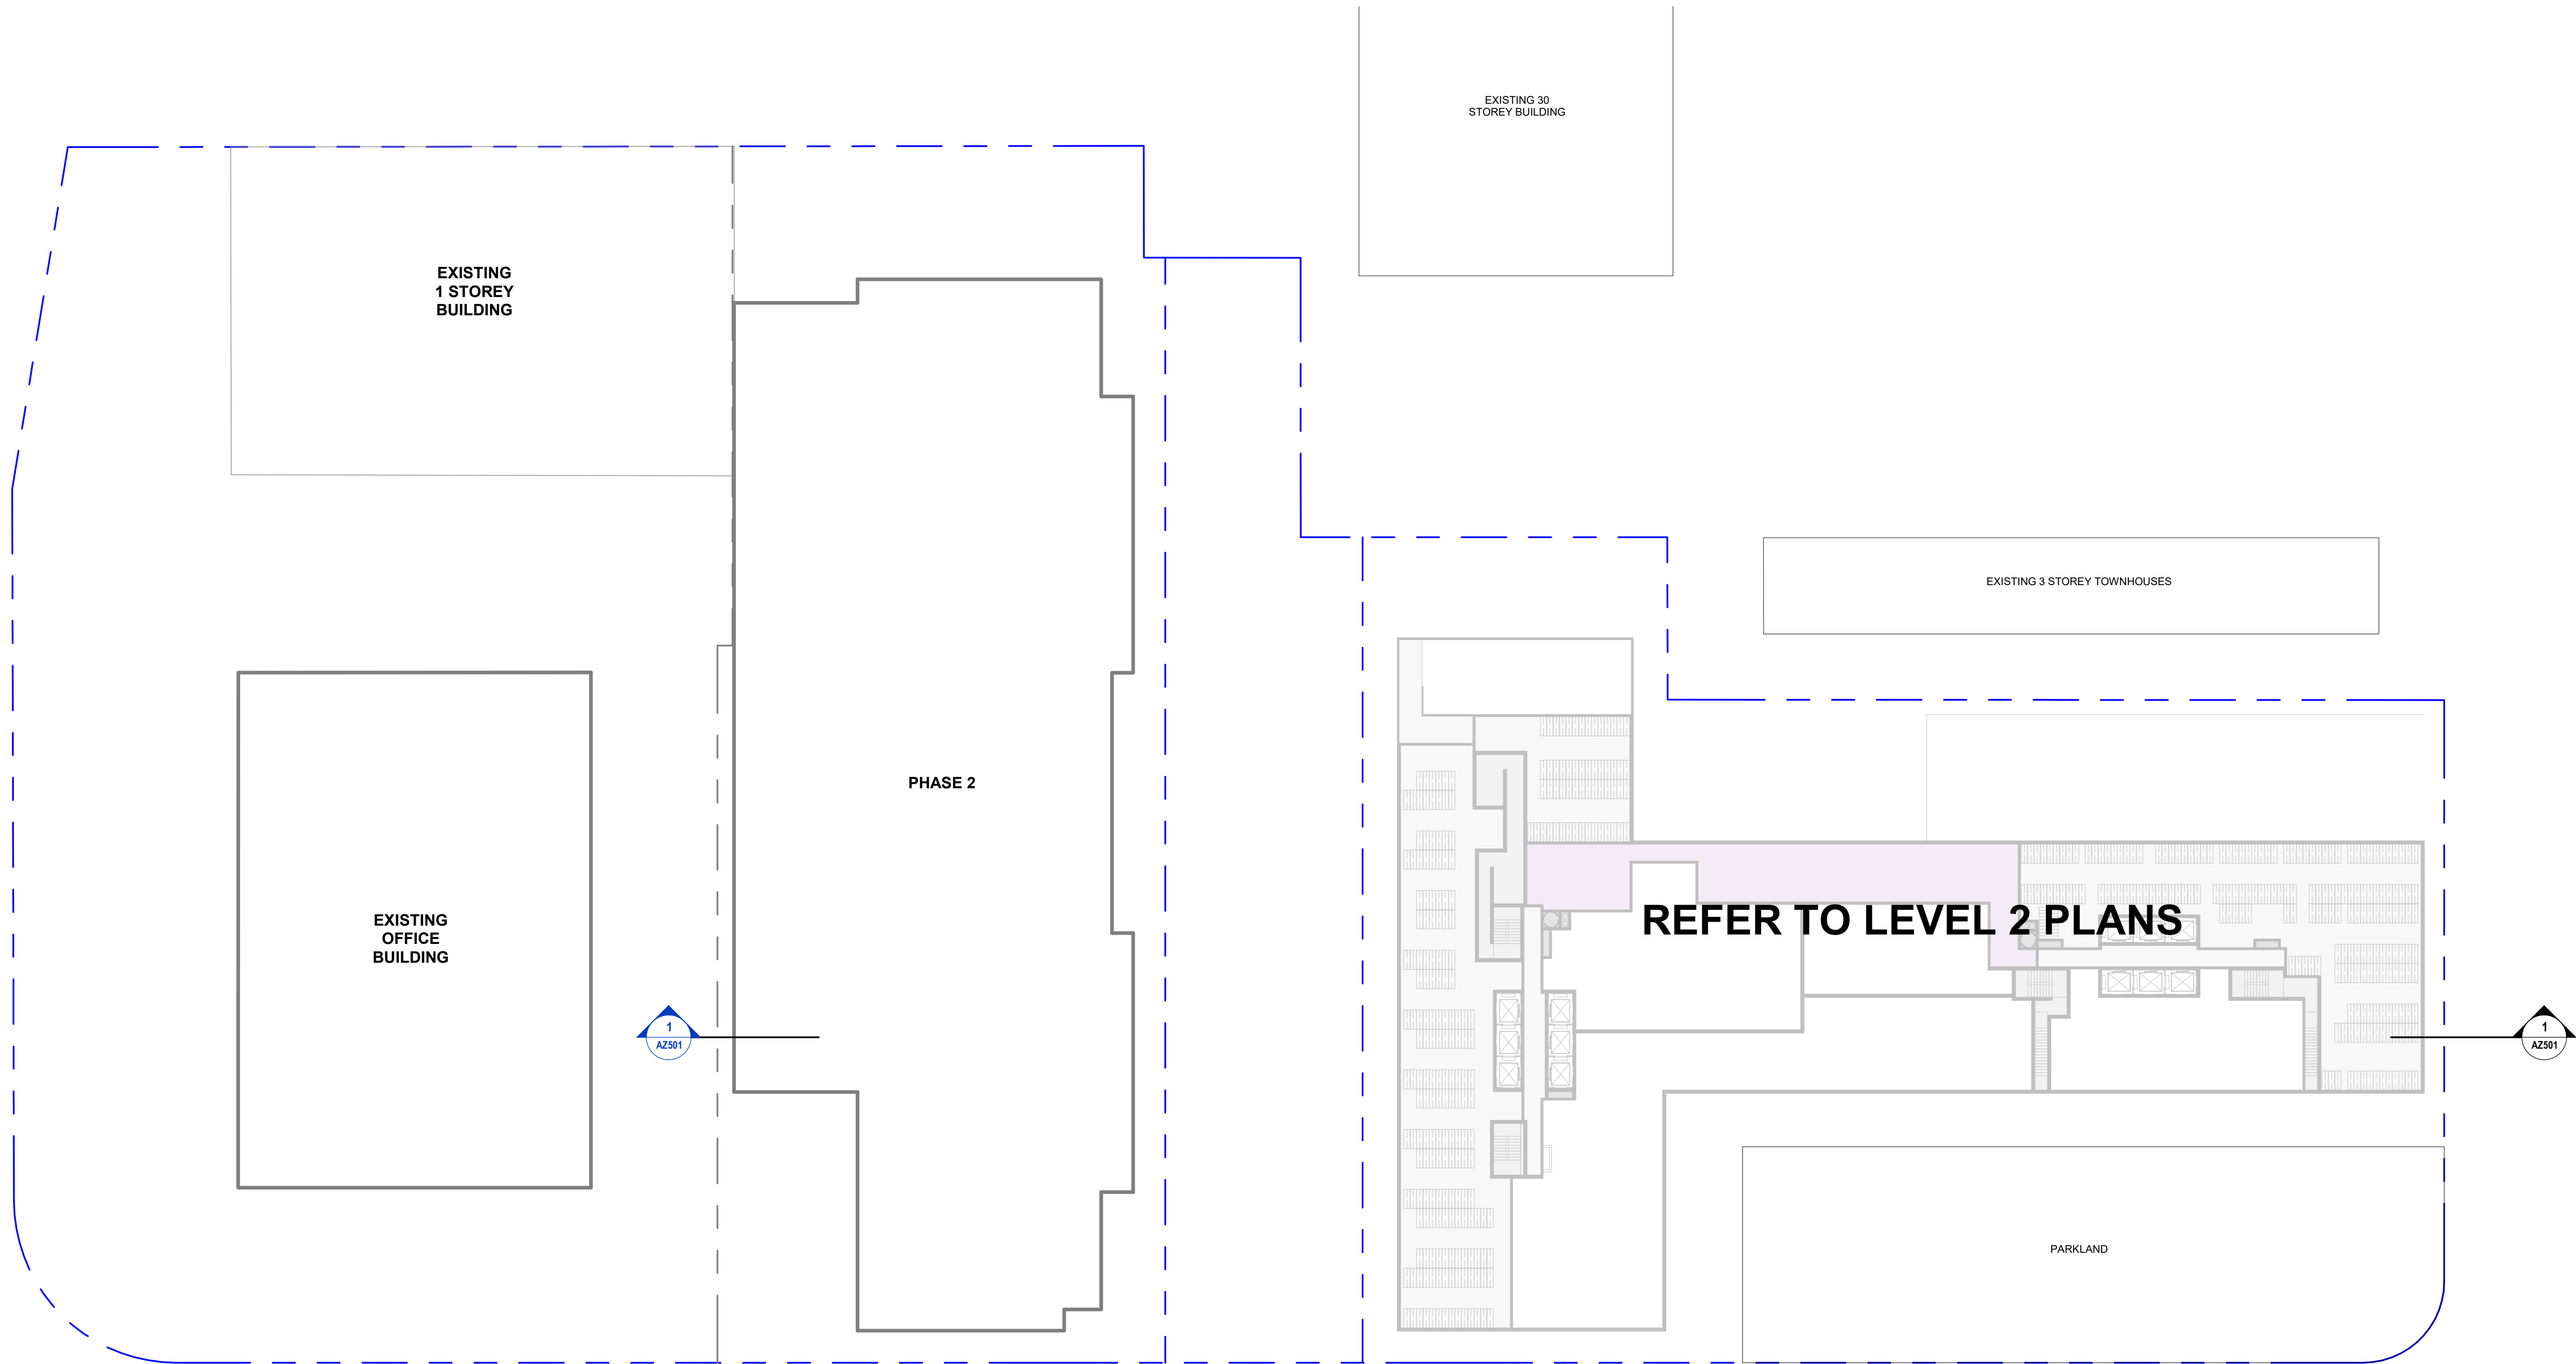 EXISTING 30
STOREY BUILDING
EXISTING
1 STOREY
BUILDING
EXISTING 3 STOREY TOWNHOUSES
PHASE 2
EXISTING
OFFICE
BUILDING
REFER TO LEVEL 2 PLANS
1
AZ501
1
AZ501
PARKLAND